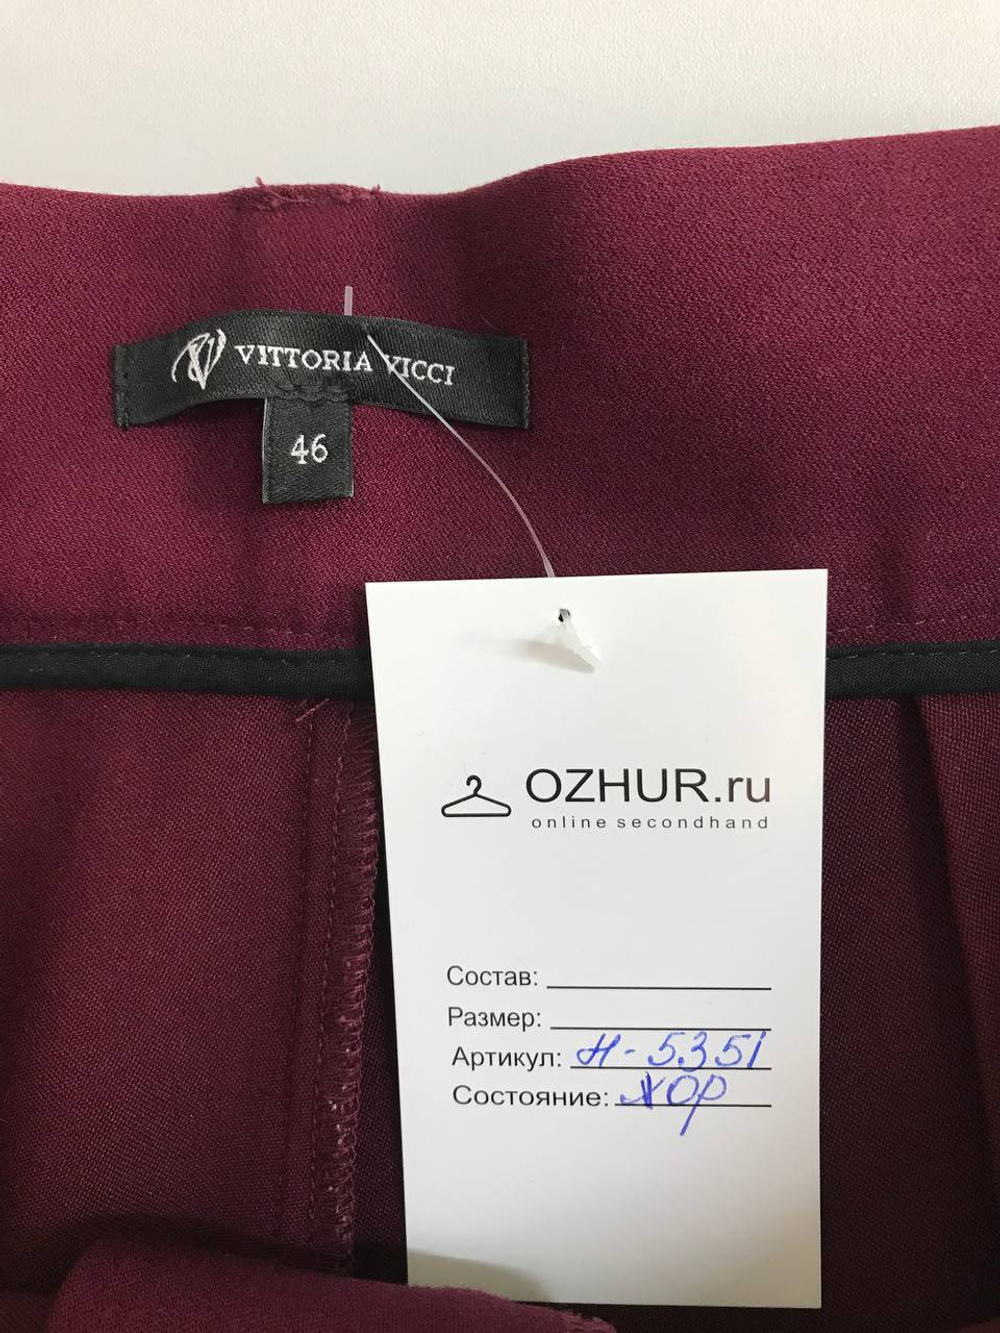 VITTORIA VICCI
46
OZHUR.ru
online secondhand
Состав:
Размер:
Артикул: Н-5351
Состояние: хор